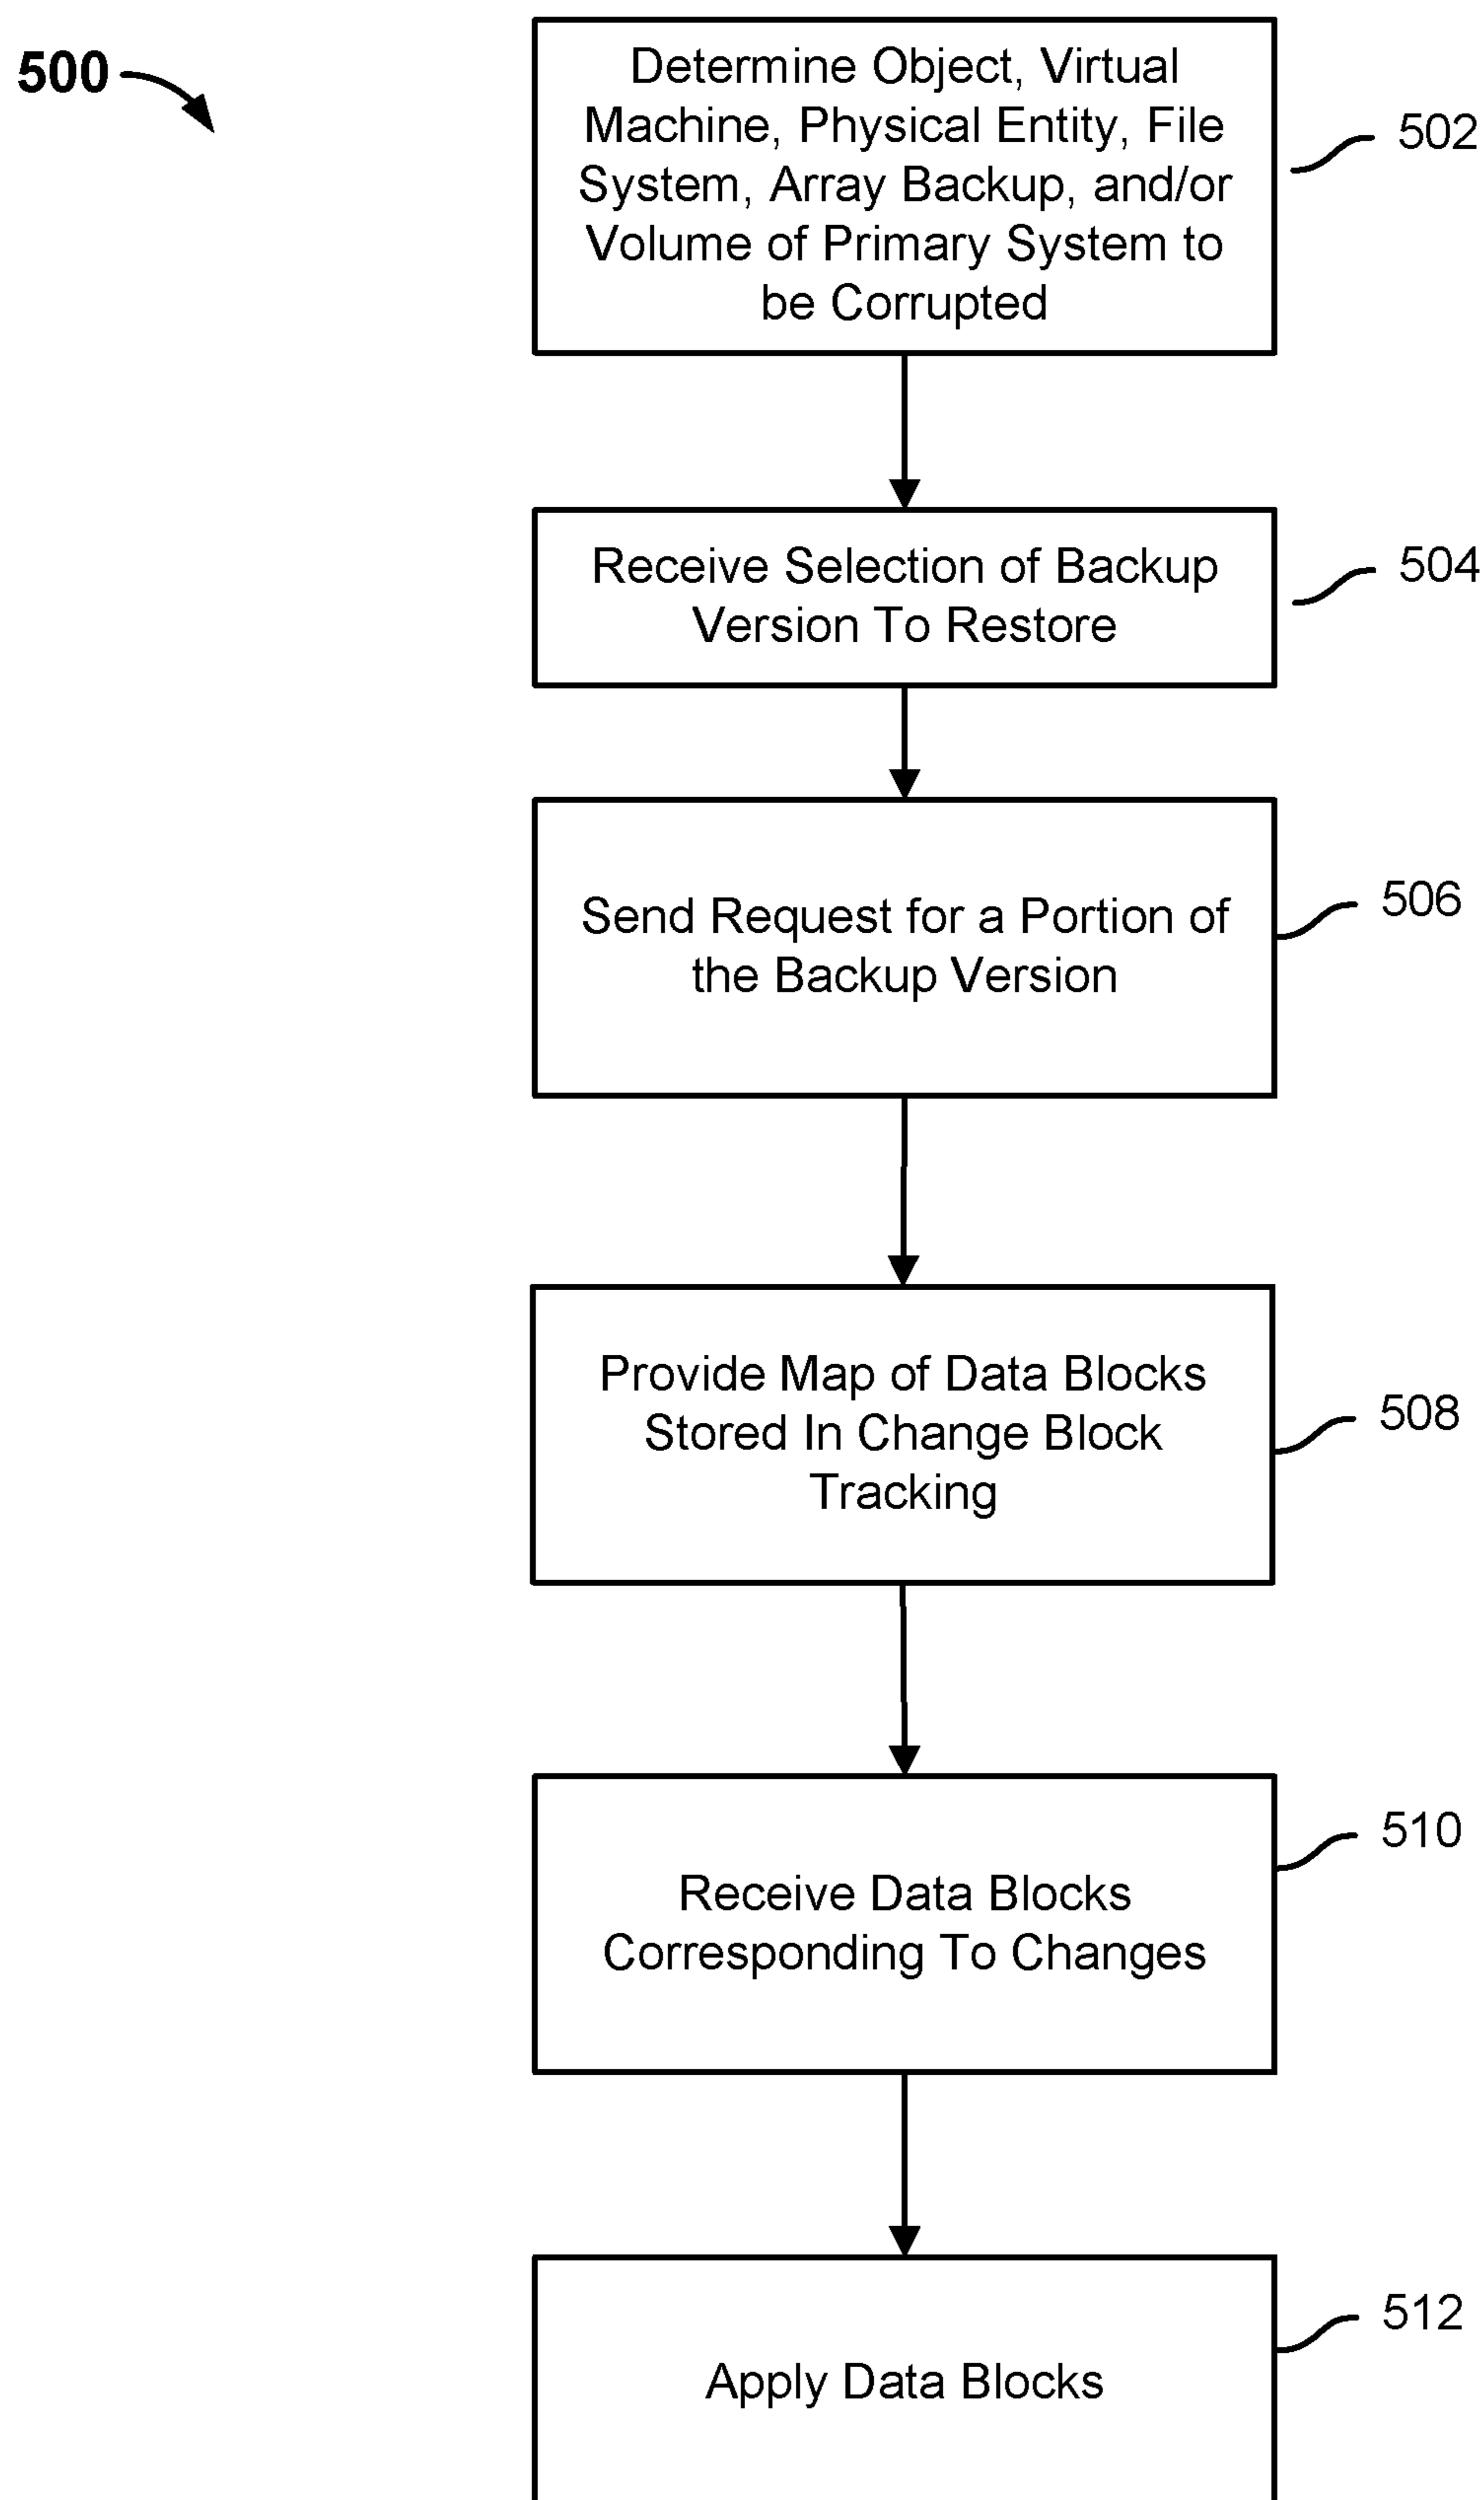 500
Determine Object, Virtual
Machine, Physical Entity, File
System, Array Backup, and/or
Volume of Primary System to
be Corrupted
502
Receive Selection of Backup
Version To Restore
504
Send Request for a Portion of
the Backup Version
506
Provide Map of Data Blocks
Stored In Change Block
Tracking
508
Receive Data Blocks
Corresponding To Changes
510
Apply Data Blocks
512